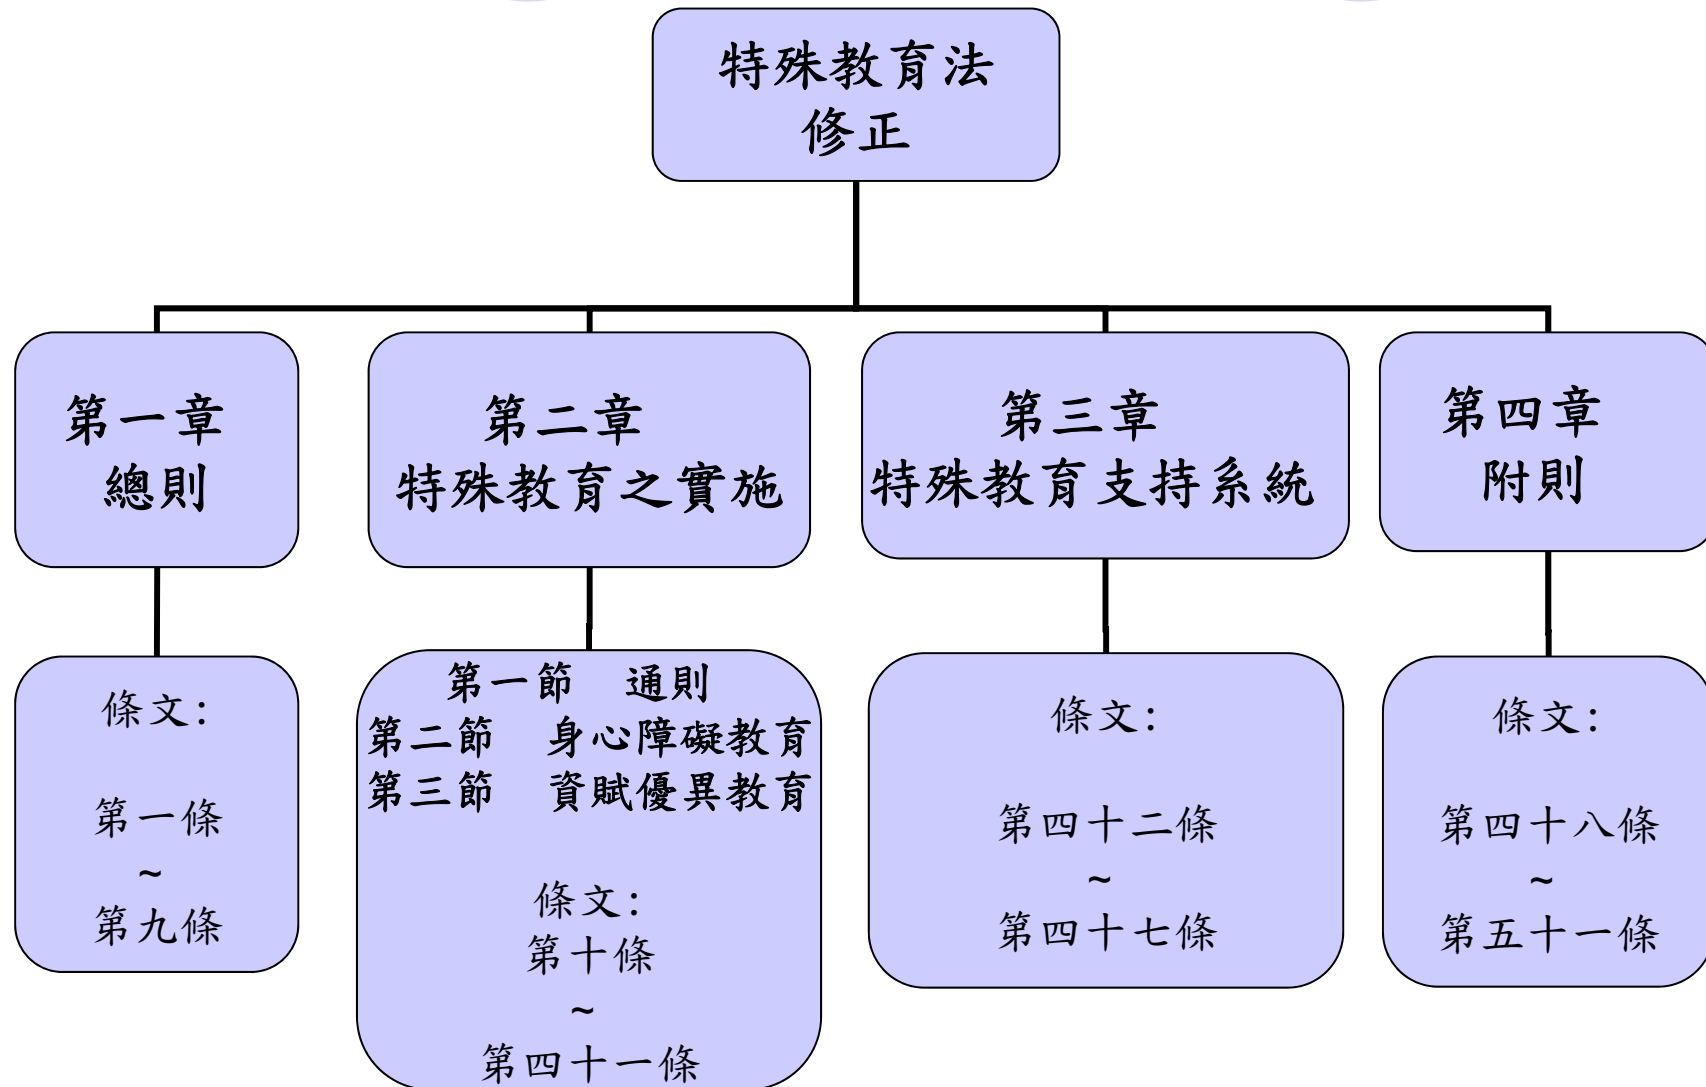 特殊教育法
修正
第一章
總則
第二章
特殊教育之實施
第三章
特殊教育支持系統
第四章
附則
條文:
第一條
~
第九條
第一節　通則
第二節　身心障礙教育
第三節　資賦優異教育
條文:
第十條
~
第四十一條
條文:
第四十二條
~
第四十七條
條文:
第四十八條
~
第五十一條